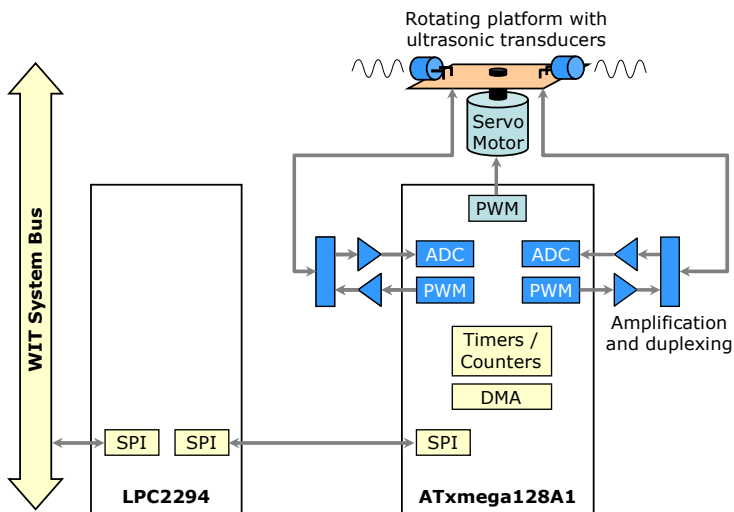 Rotating platform with
ultrasonic transducers
Servo
Motor
PWM
ADC
ADC
PWM
PWM
Amplification
and duplexing
Timers /
Counters
DMA
WIT System Bus
SPI
SPI
SPI
LPC2294
ATxmega128A1